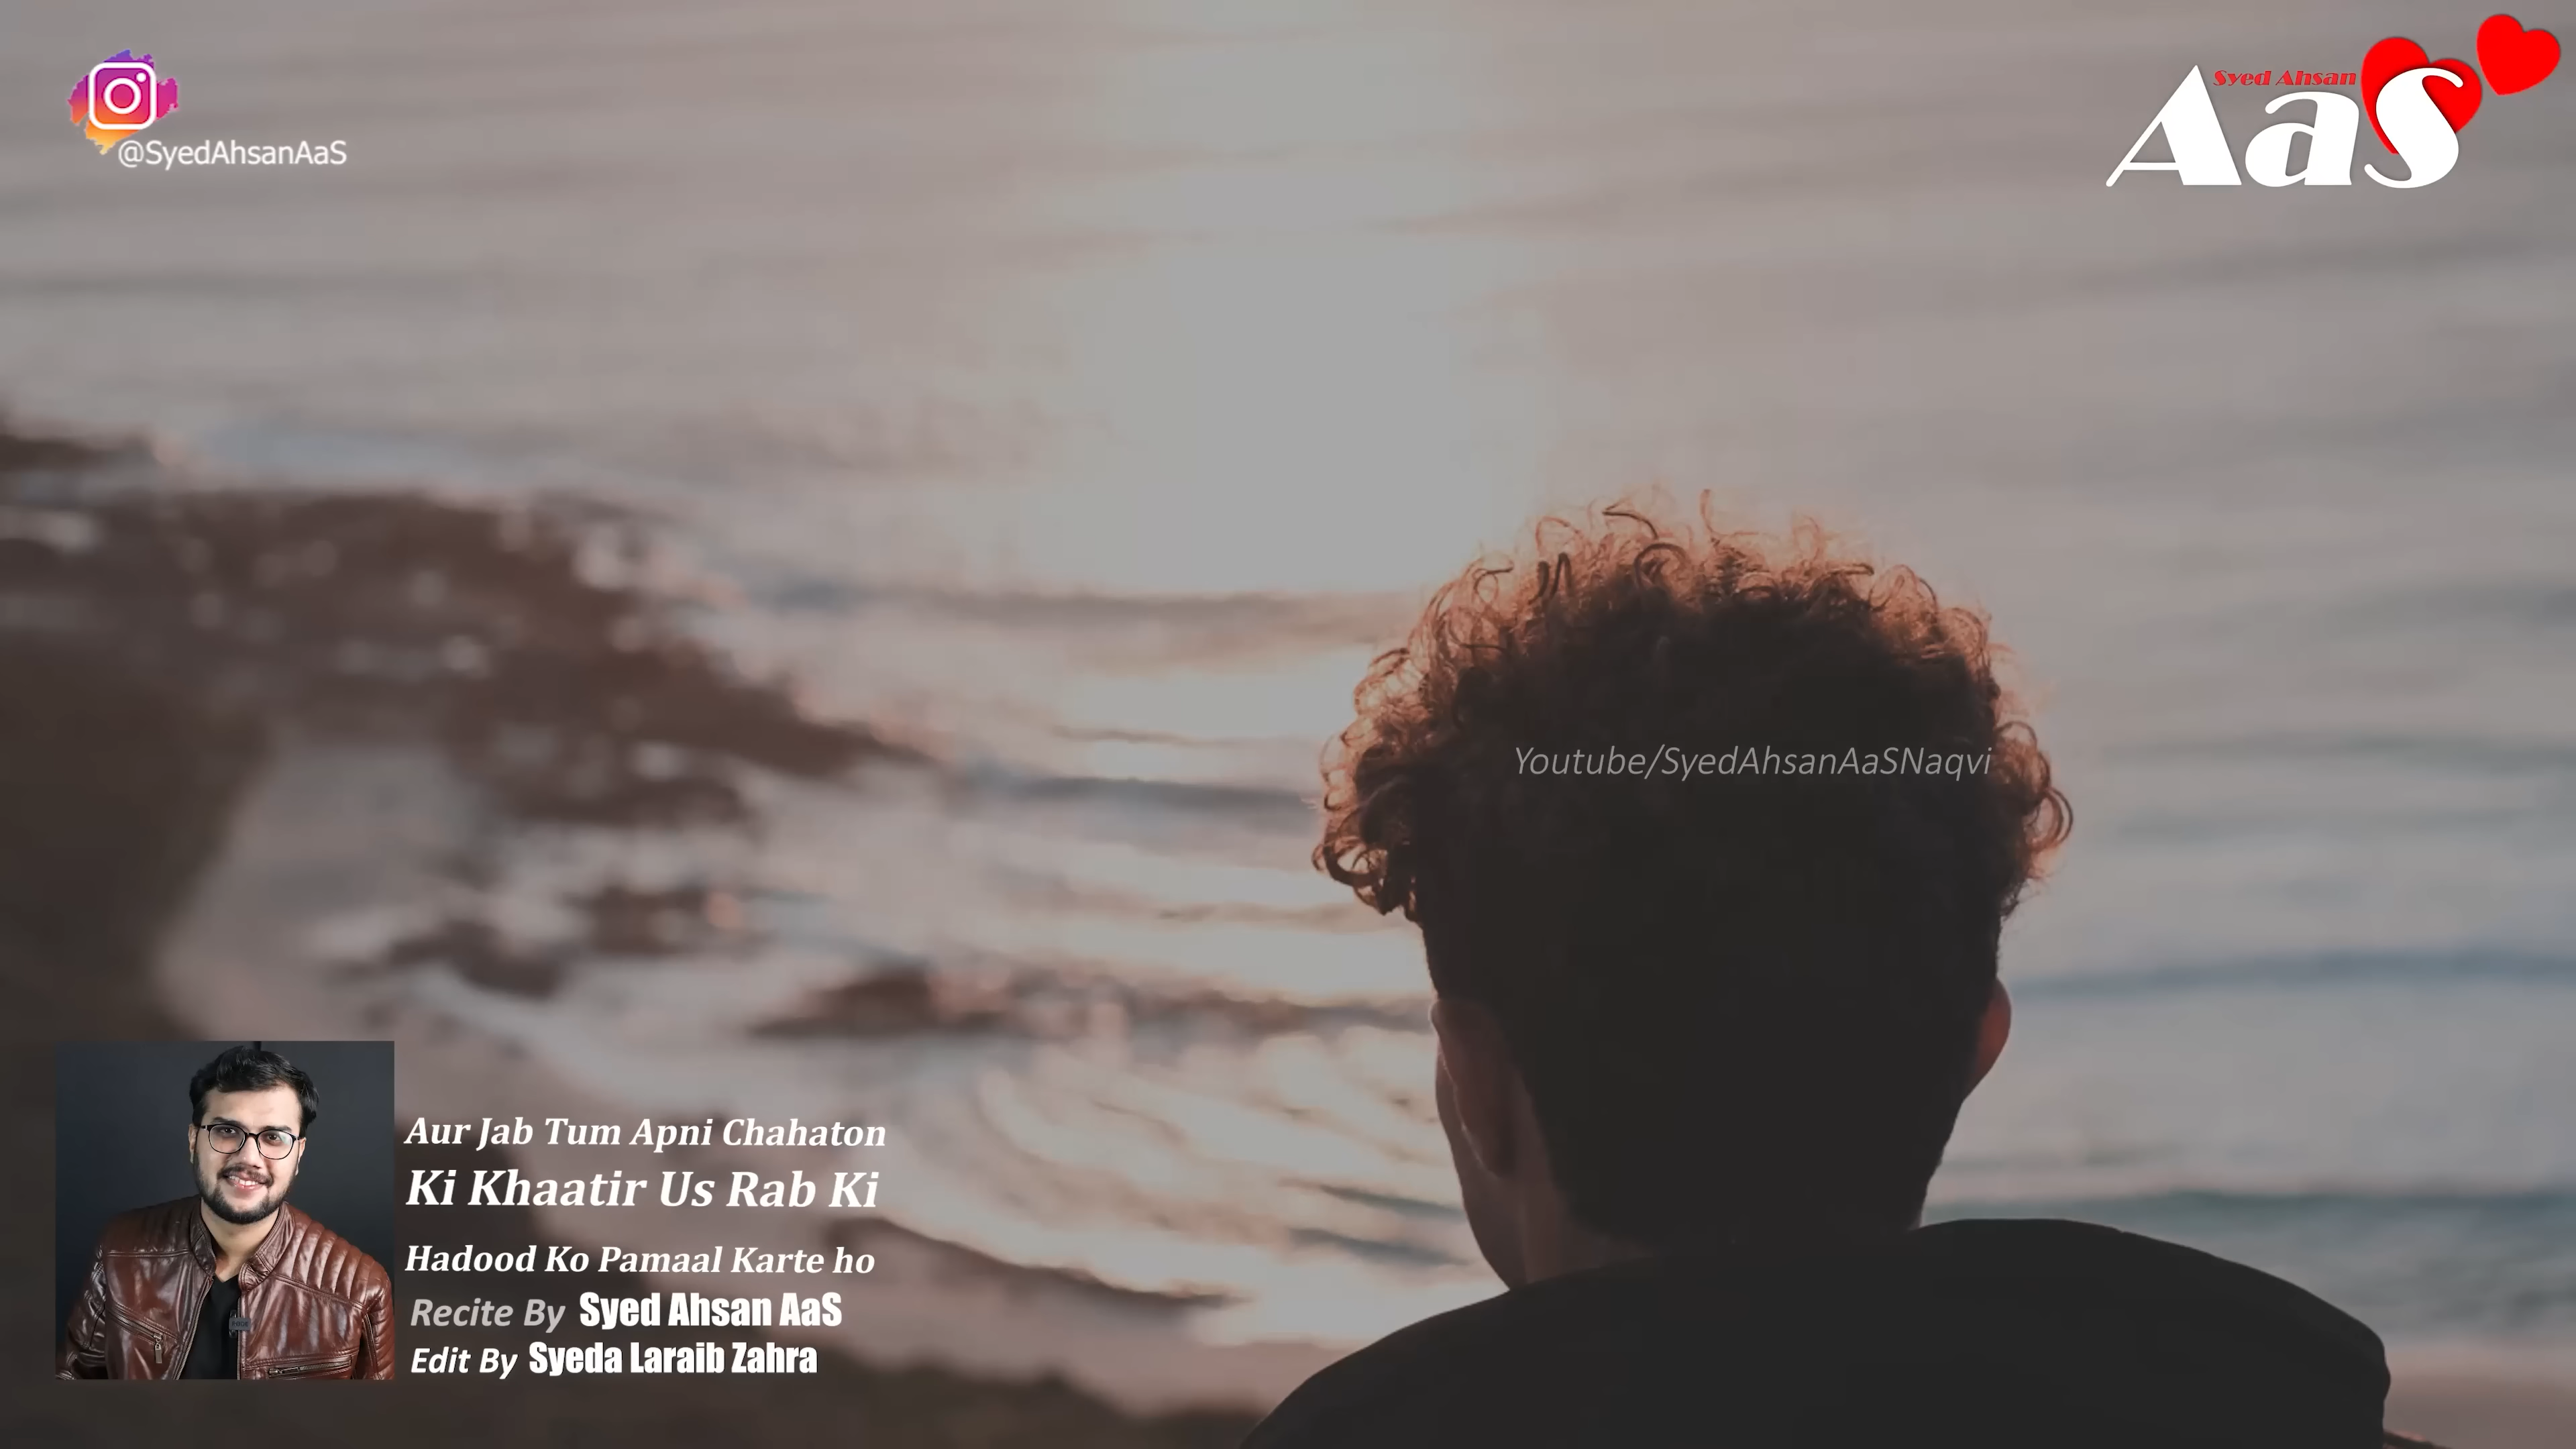 @SyedAhsanAaS
Syed Ahsan
AaS
Youtube/SyedAhsanAaSNaqvi
Aur Jab Tum Apni Chahaton
Ki Khaatir Us Rab Ki
Hadood Ko Pamaal Karte ho
Recite By Syed Ahsan AaS
Edit By Syeda Laraib Zahra